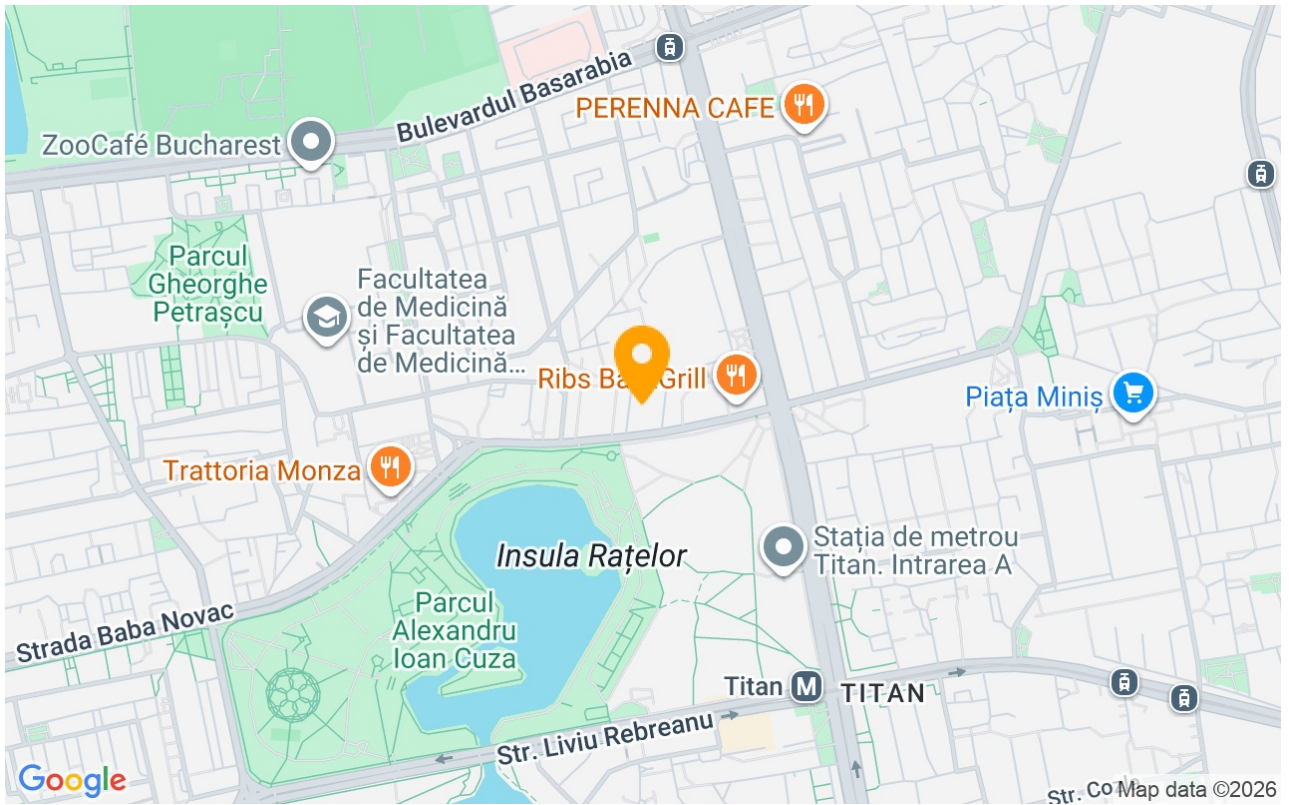 Bulevardul Basarabia
PERENNA CAFE
ZooCafé Bucharest
Parcul
Gheorghe
Petrașcu
Facultatea
de Medicină
și Facultatea
de Medicină...
Ribs B
Grill
Piața Miniș
Trattoria Monza
Insula Rațelor
Stația de metrou
Titan. Intrarea A
Parcul
Alexandru
Ioan Cuza
Strada Baba Novac
Titan M
TITAN
Str. Liviu Rebreanu
Google
Str. Co
Map data ©2026